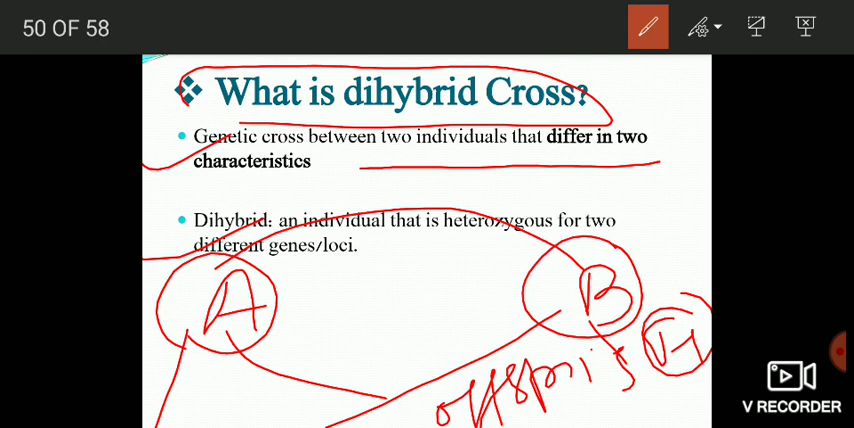 50 OF 58
What is dihybrid Cross?
Genetic cross between two individuals that differ in two
characteristics
Dihybrid: an individual that is heterozygous for two
different genes/loci.
A
B
V RECORDER